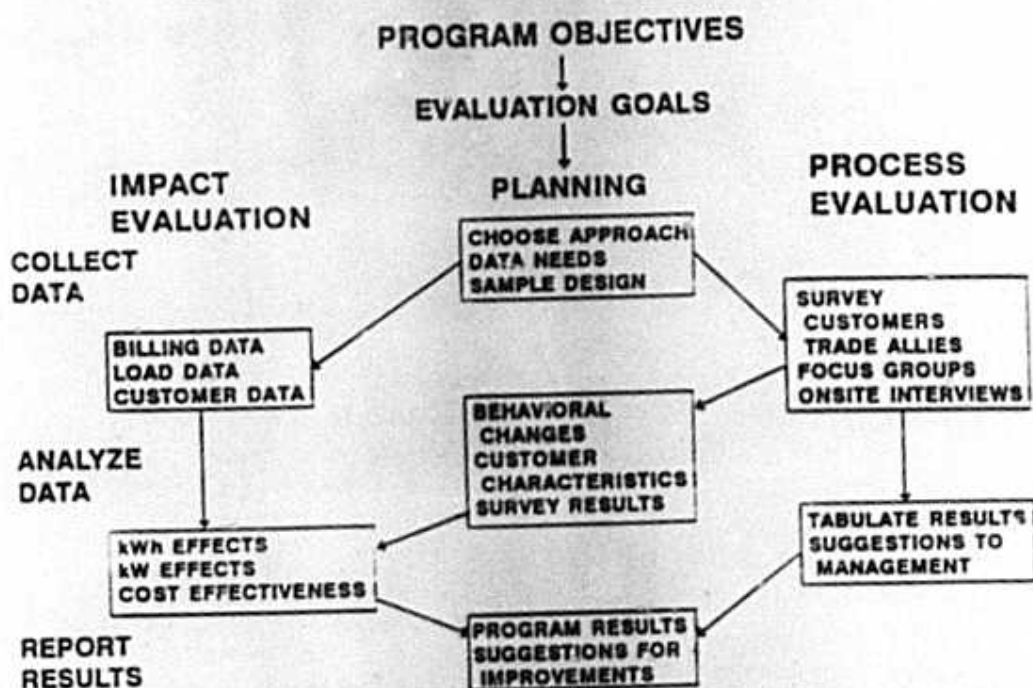 PROGRAM OBJECTIVES
EVALUATION GOALS
IMPACT
EVALUATION
PLANNING
PROCESS
EVALUATION
COLLECT
DATA
CHOOSE APPROACH
DATA NEEDS
SAMPLE DESIGN
BILLING DATA
LOAD DATA
CUSTOMER DATA
SURVEY
CUSTOMERS
TRADE ALLIES
FOCUS GROUPS
ONSITE INTERVIEWS
ANALYZE
DATA
BEHAVIORAL
CHANGES
CUSTOMER
CHARACTERISTICS
SURVEY RESULTS
kWh EFFECTS
kW EFFECTS
COST EFFECTIVENESS
TABULATE RESULTS
SUGGESTIONS TO
MANAGEMENT
REPORT
RESULTS
PROGRAM RESULTS
SUGGESTIONS FOR
IMPROVEMENTS